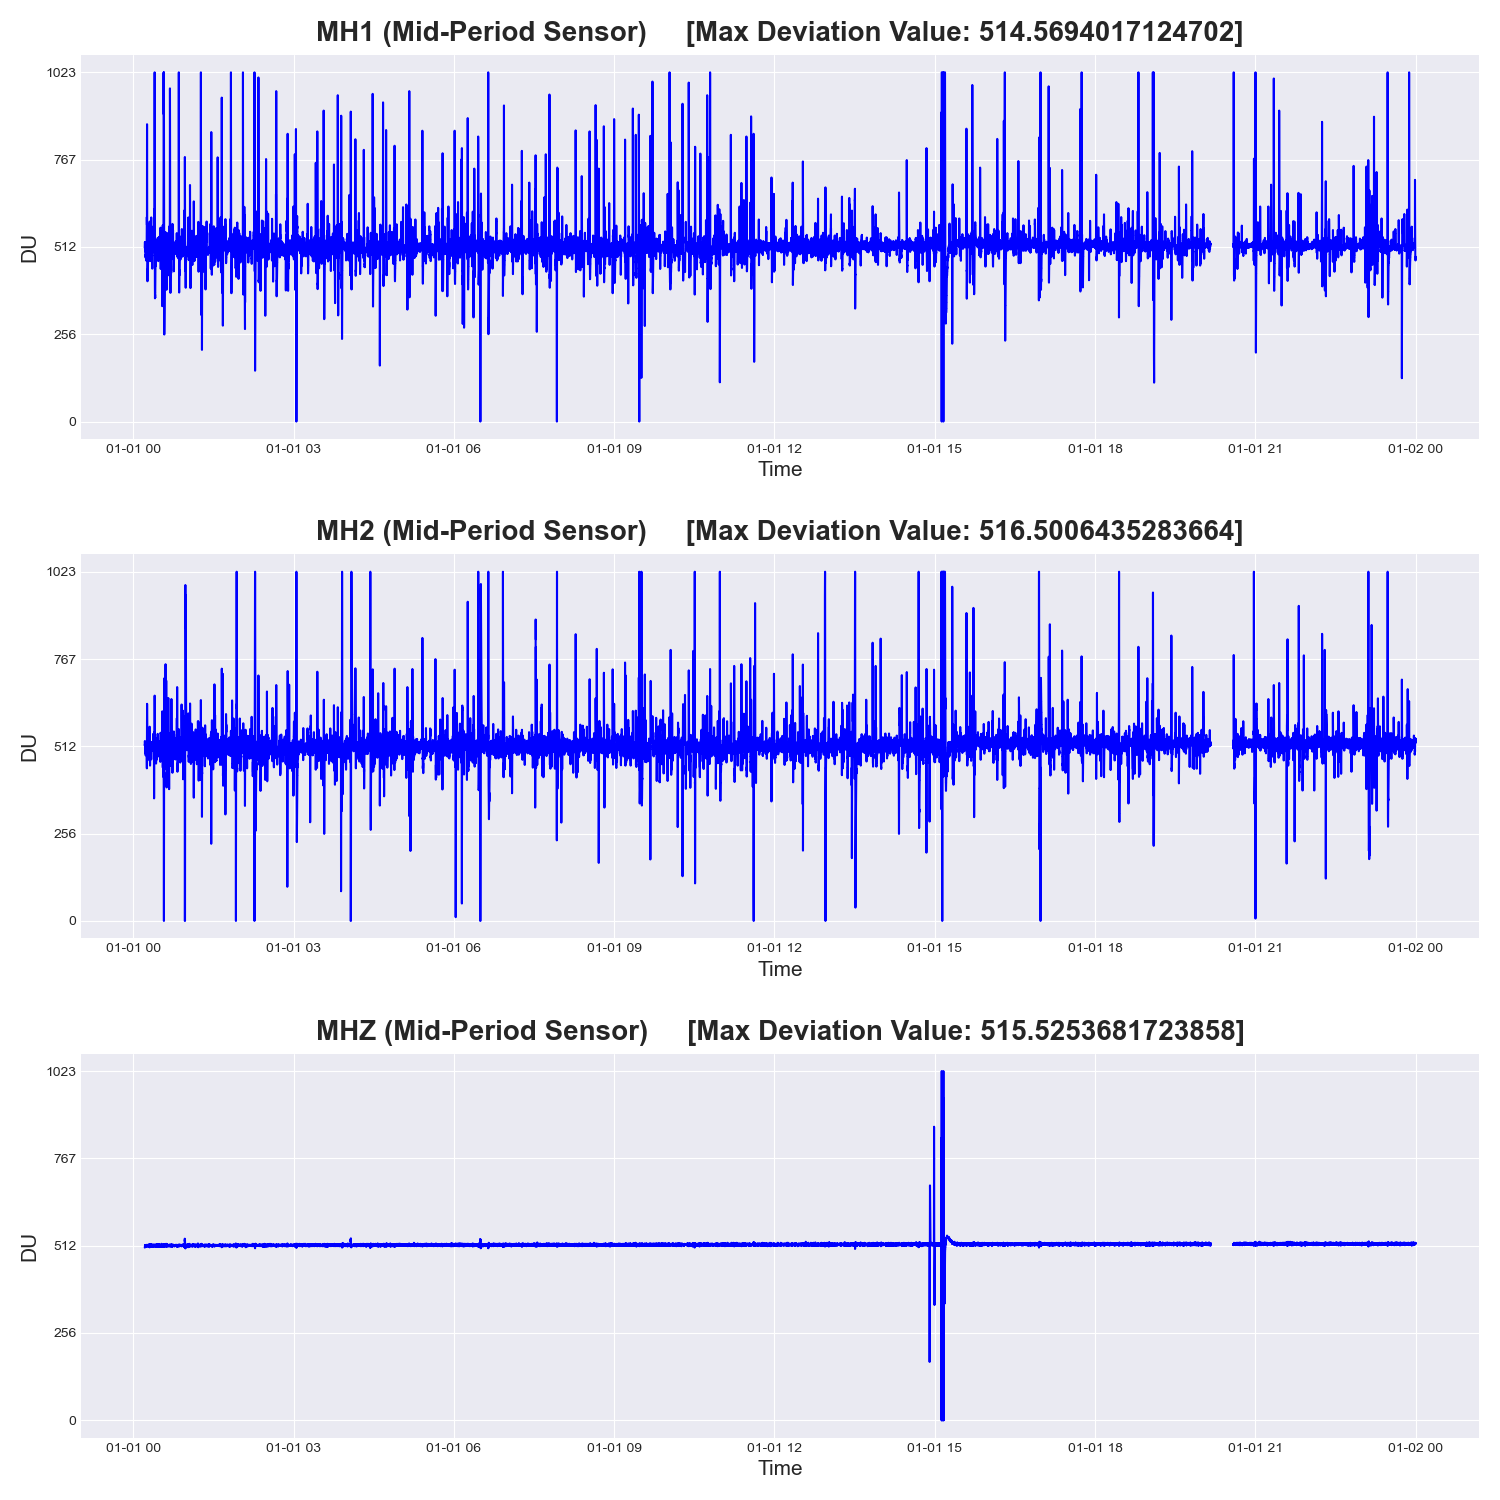 MH1 (Mid-Period Sensor) [Max Deviation Value: 514.5694017124702]
1023
767
512
256
0
DU
01-01 00 01-01 03 01-01 06 01-01 09 01-01 12 01-01 15 01-01 18 01-01 21 01-02 00
Time
MH2 (Mid-Period Sensor) [Max Deviation Value: 516.5006435283664]
1023
767
512
256
0
DU
01-01 00 01-01 03 01-01 06 01-01 09 01-01 12 01-01 15 01-01 18 01-01 21 01-02 00
Time
MHZ (Mid-Period Sensor) [Max Deviation Value: 515.5253681723858]
1023
767
512
256
0
DU
01-01 00 01-01 03 01-01 06 01-01 09 01-01 12 01-01 15 01-01 18 01-01 21 01-02 00
Time